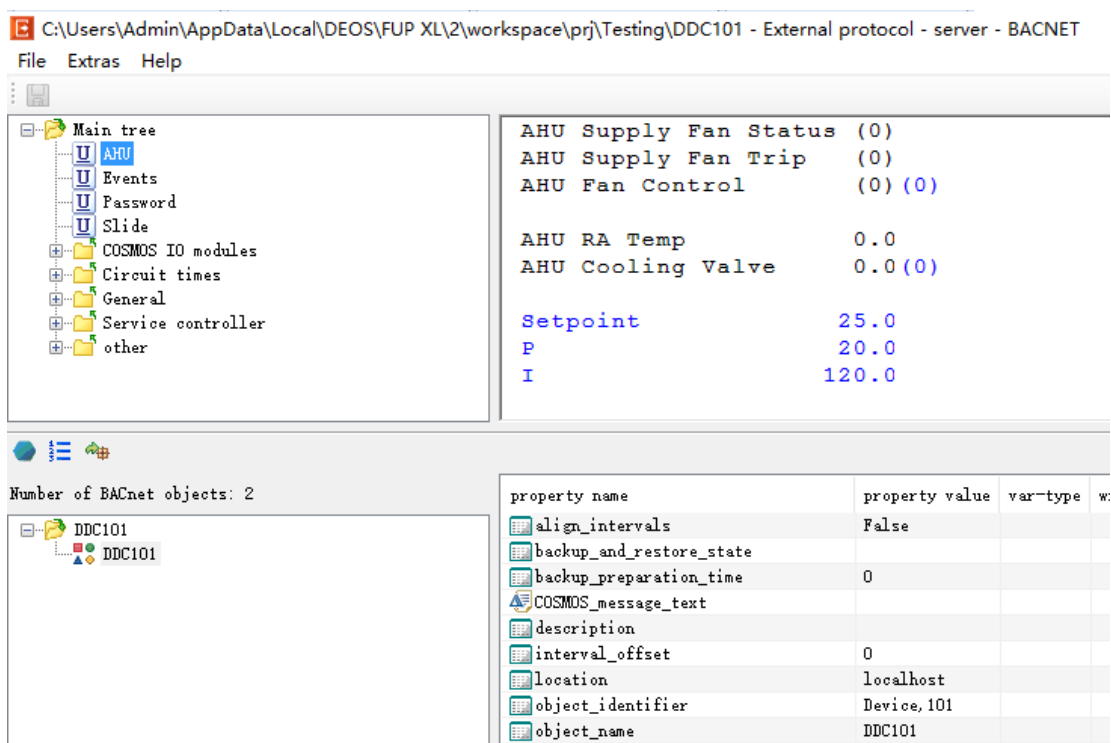 C:\Users\Admin\AppData\Local\DEOS\FUP XL\2\workspace\prj\Testing\DDC101 - External protocol - server - BACNET
File Extras Help
Main tree
AHU
Events
Password
Slide
COSMOS IO modules
Circuit times
General
Service controller
other
AHU Supply Fan Status (0)
AHU Supply Fan Trip (0)
AHU Fan Control (0)(0)
AHU RA Temp 0.0
AHU Cooling Valve 0.0(0)
Setpoint 25.0
P 20.0
I 120.0
Number of BACnet objects: 2
DDC101
DDC101
property name property value var-type
align_intervals False
backup_and_restore_state
backup_preparation_time 0
COSMOS_message_text
description
interval_offset 0
location localhost
object_identifier Device,101
object_name DDC101